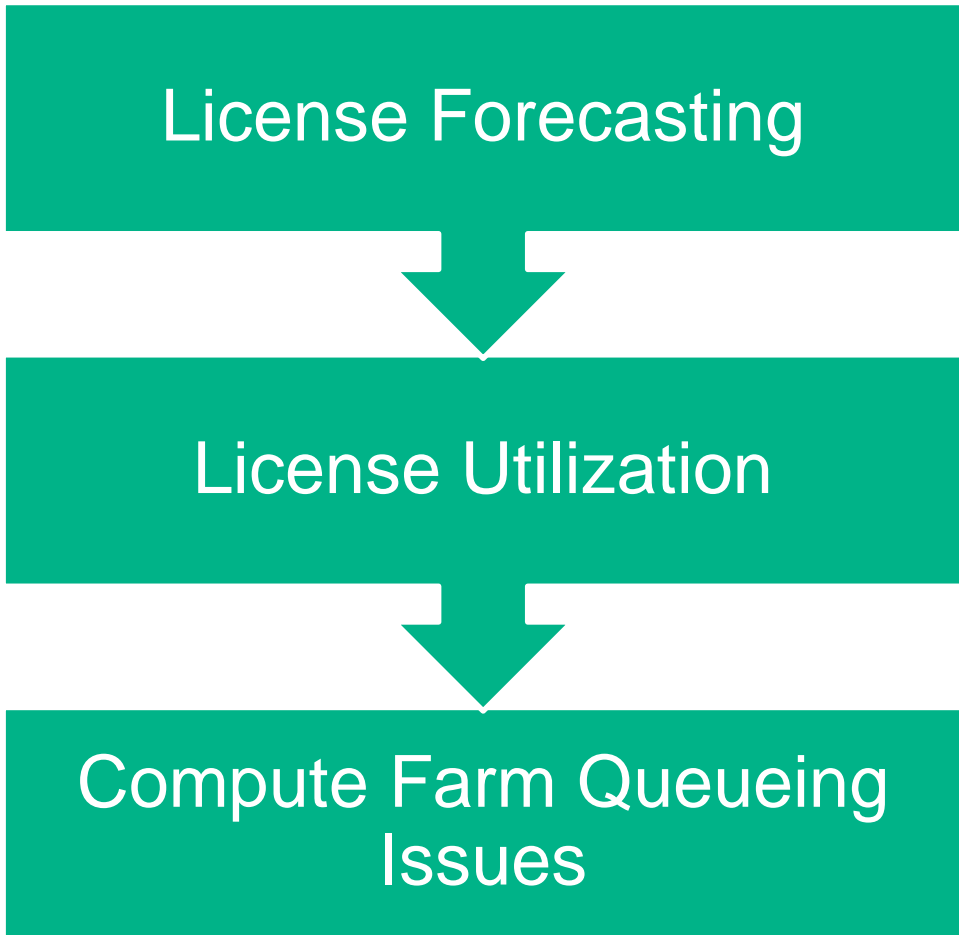 License Forecasting
License Utilization
Compute Farm Queueing
Issues